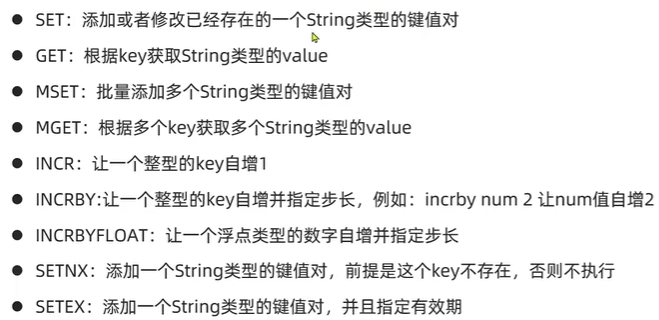 ● SET：添加或者修改已经存在的一个String类型的键值对
● GET：根据key获取String类型的value
● MSET：批量添加多个String类型的键值对
● MGET：根据多个key获取多个String类型的value
● INCR：让一个整型的key自增1
● INCRBY:让一个整型的key自增并指定步长，例如：incrby num 2 让num值自增2
● INCRBYFLOAT：让一个浮点类型的数字自增并指定步长
● SETNX：添加一个String类型的键值对，前提是这个key不存在，否则不执行
● SETEX：添加一个String类型的键值对，并且指定有效期